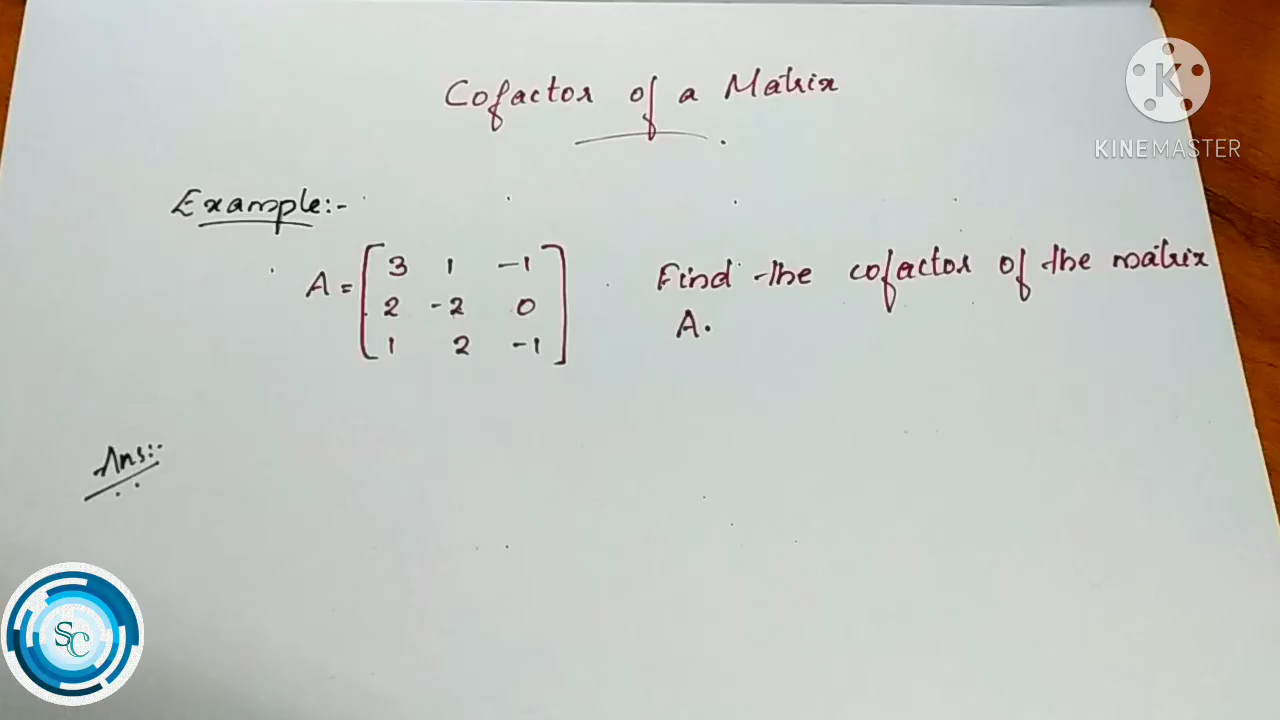 Cofactor of a Matrix
KINEMASTER
Example:-
A = [ 3 1 -1
2 -2 0
1 2 -1 ]
Find the cofactor of the matrix
A.
Ans:-
SC